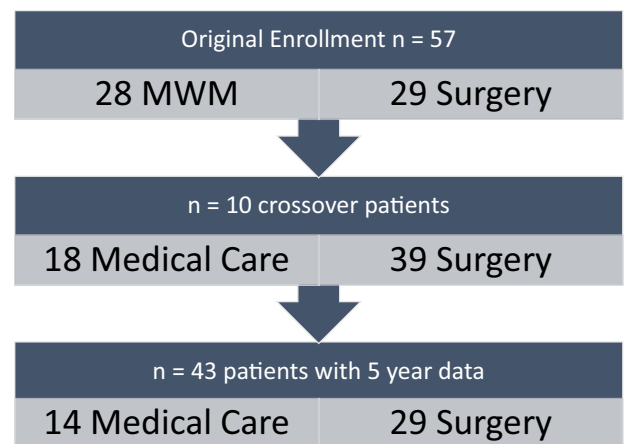 Original Enrollment n = 57
28 MWM 29 Surgery
n = 10 crossover patients
18 Medical Care 39 Surgery
n = 43 patients with 5 year data
14 Medical Care 29 Surgery